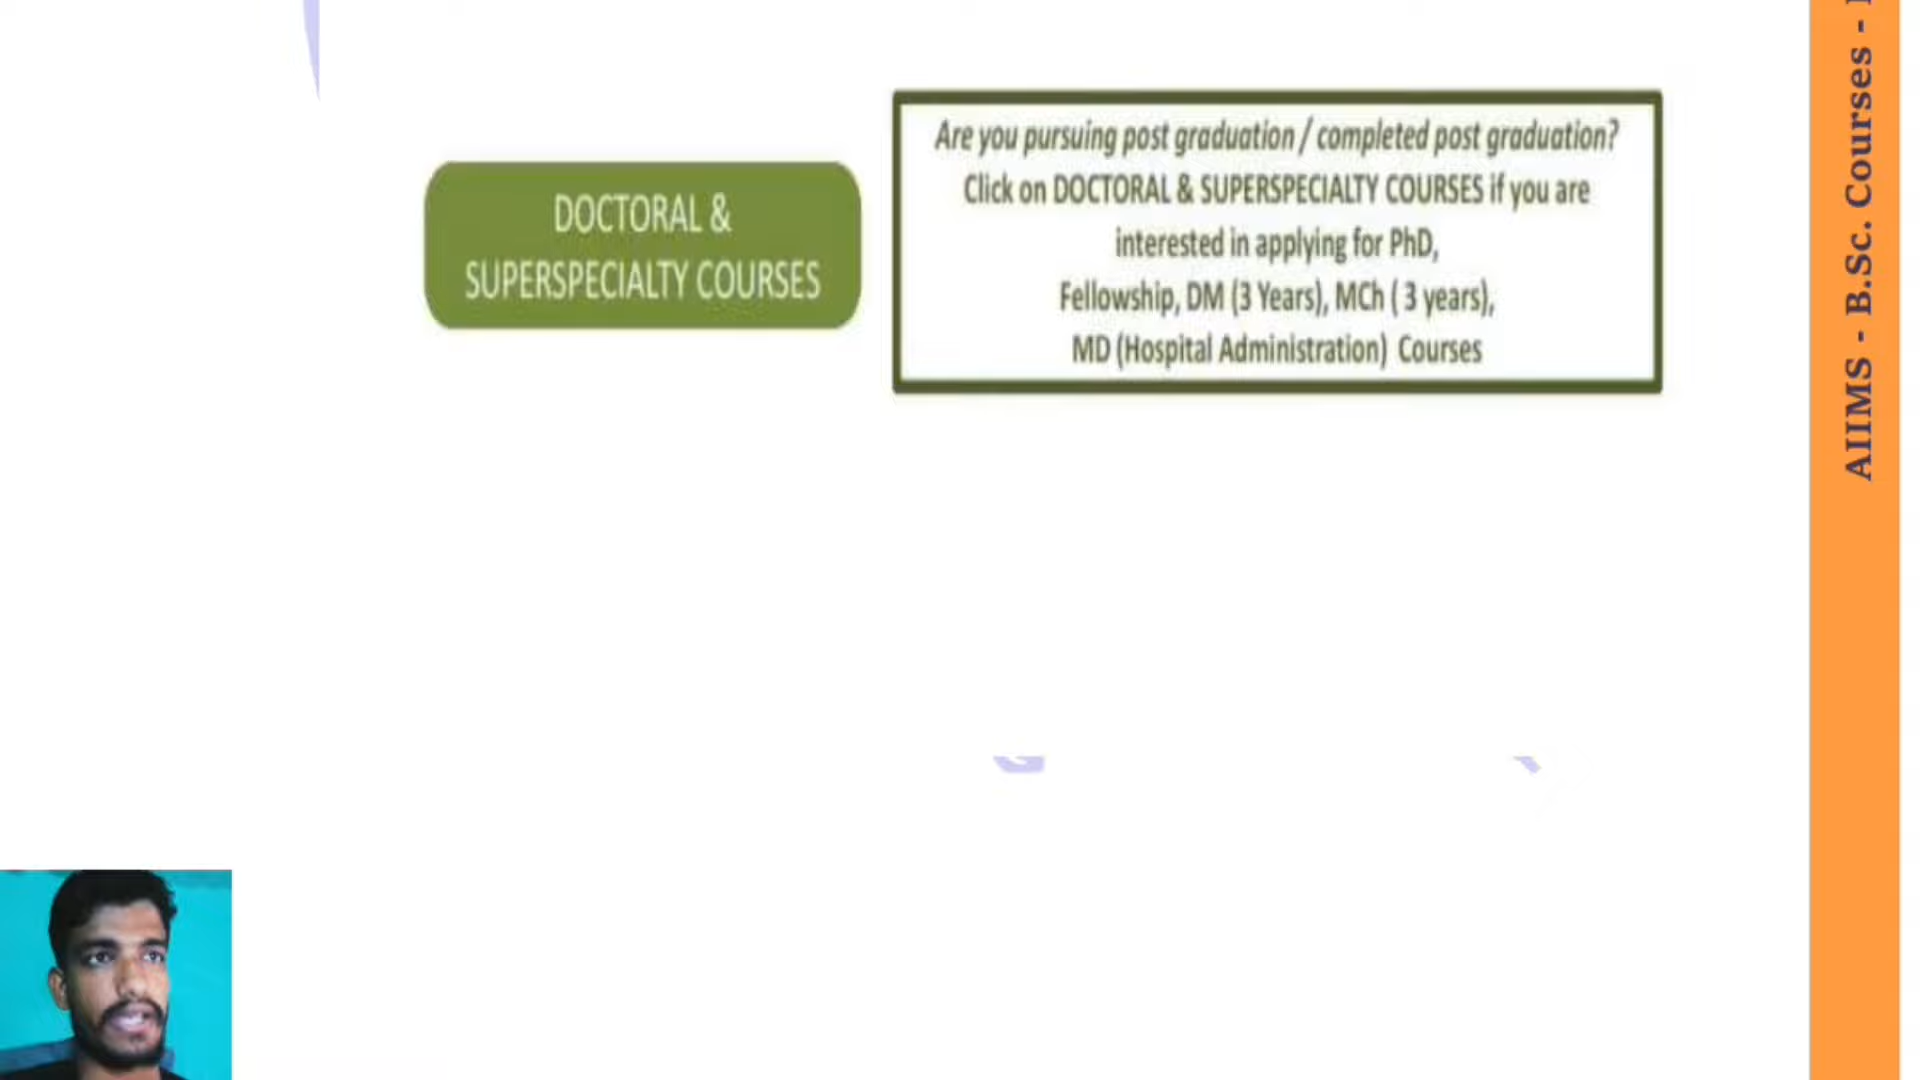 DOCTORAL &
SUPERSPECIALTY COURSES
Are you pursuing post graduation / completed post graduation?
Click on DOCTORAL & SUPERSPECIALTY COURSES if you are
interested in applying for PhD,
Fellowship, DM (3 Years), MCh ( 3 years),
MD (Hospital Administration) Courses
AIIMS - B.Sc. Courses -